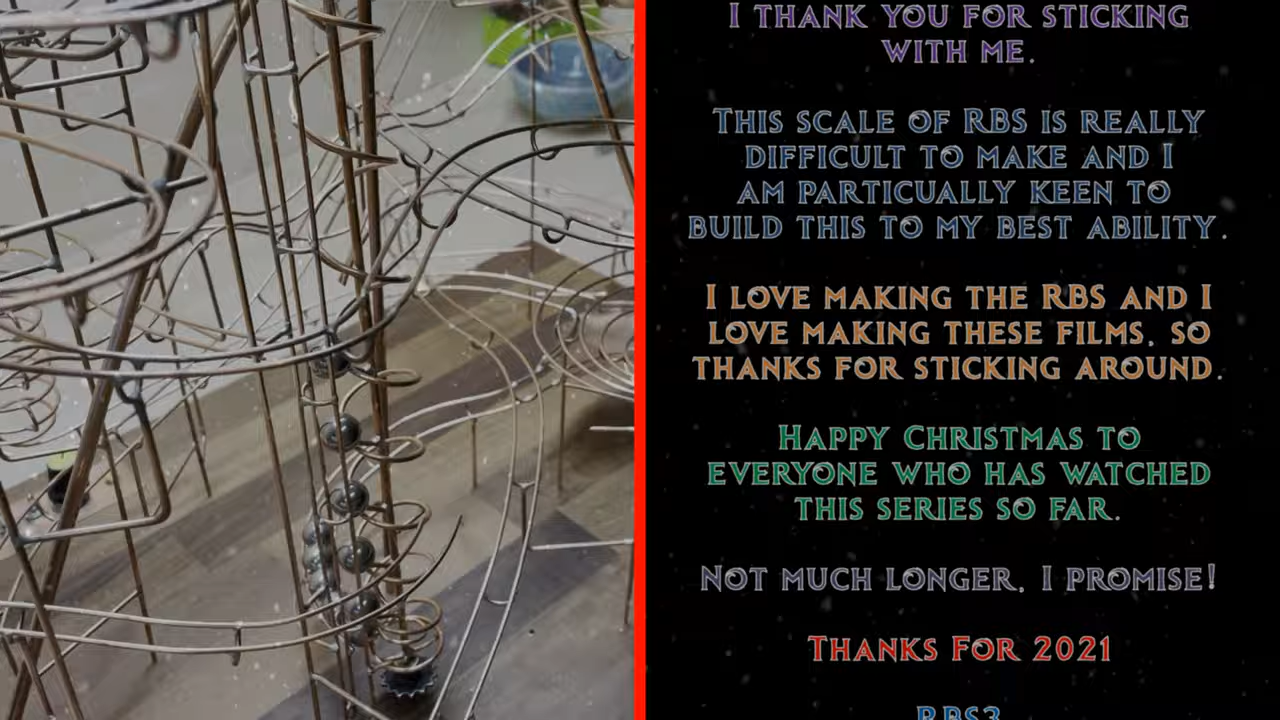 I THANK YOU FOR STICKING
WITH ME.
THIS SCALE OF RBS IS REALLY
DIFFICULT TO MAKE AND I
AM PARTICUALLY KEEN TO
BUILD THIS TO MY BEST ABILITY.
I LOVE MAKING THE RBS AND I
LOVE MAKING THESE FILMS. SO
THANKS FOR STICKING AROUND.
HAPPY CHRISTMAS TO
EVERYONE WHO HAS WATCHED
THIS SERIES SO FAR.
NOT MUCH LONGER, I PROMISE!
THANKS FOR 2021
RBS3